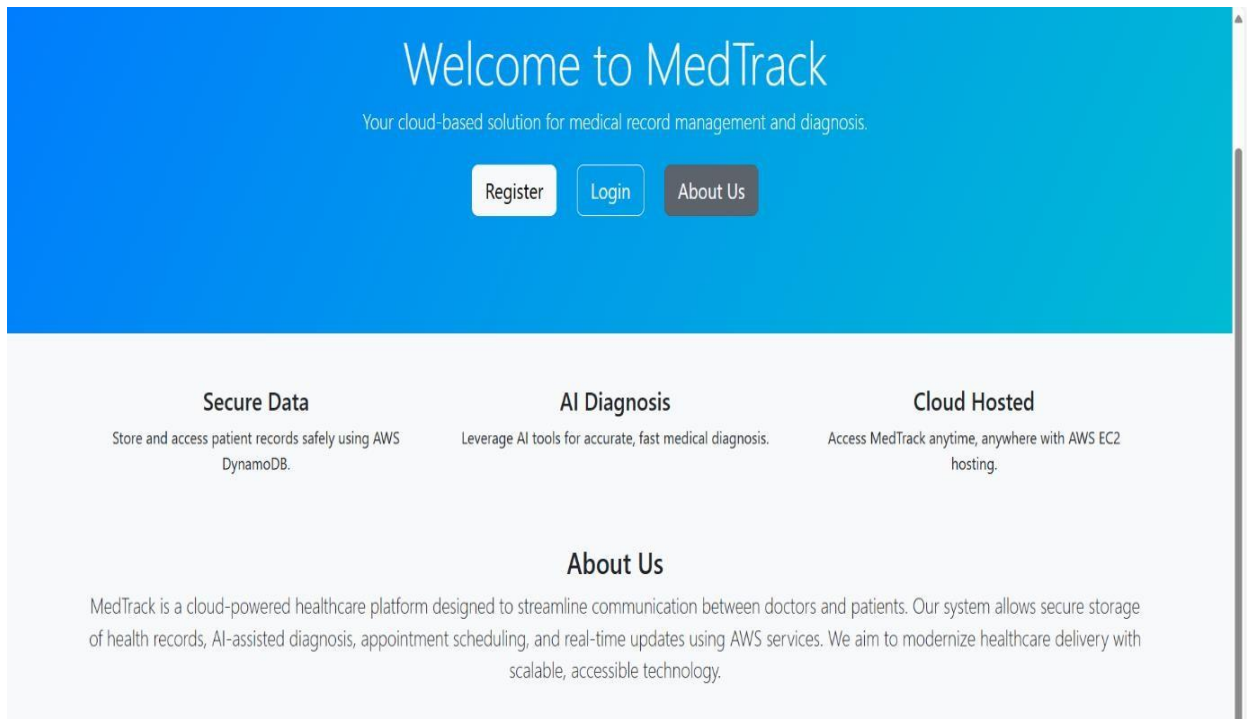 Welcome to MedTrack
Your cloud-based solution for medical record management and diagnosis.
Register
Login
About Us
Secure Data
Store and access patient records safely using AWS
DynamoDB.
AI Diagnosis
Leverage AI tools for accurate, fast medical diagnosis.
Cloud Hosted
Access MedTrack anytime, anywhere with AWS EC2
hosting.
About Us
MedTrack is a cloud-powered healthcare platform designed to streamline communication between doctors and patients. Our system allows secure storage
of health records, AI-assisted diagnosis, appointment scheduling, and real-time updates using AWS services. We aim to modernize healthcare delivery with
scalable, accessible technology.